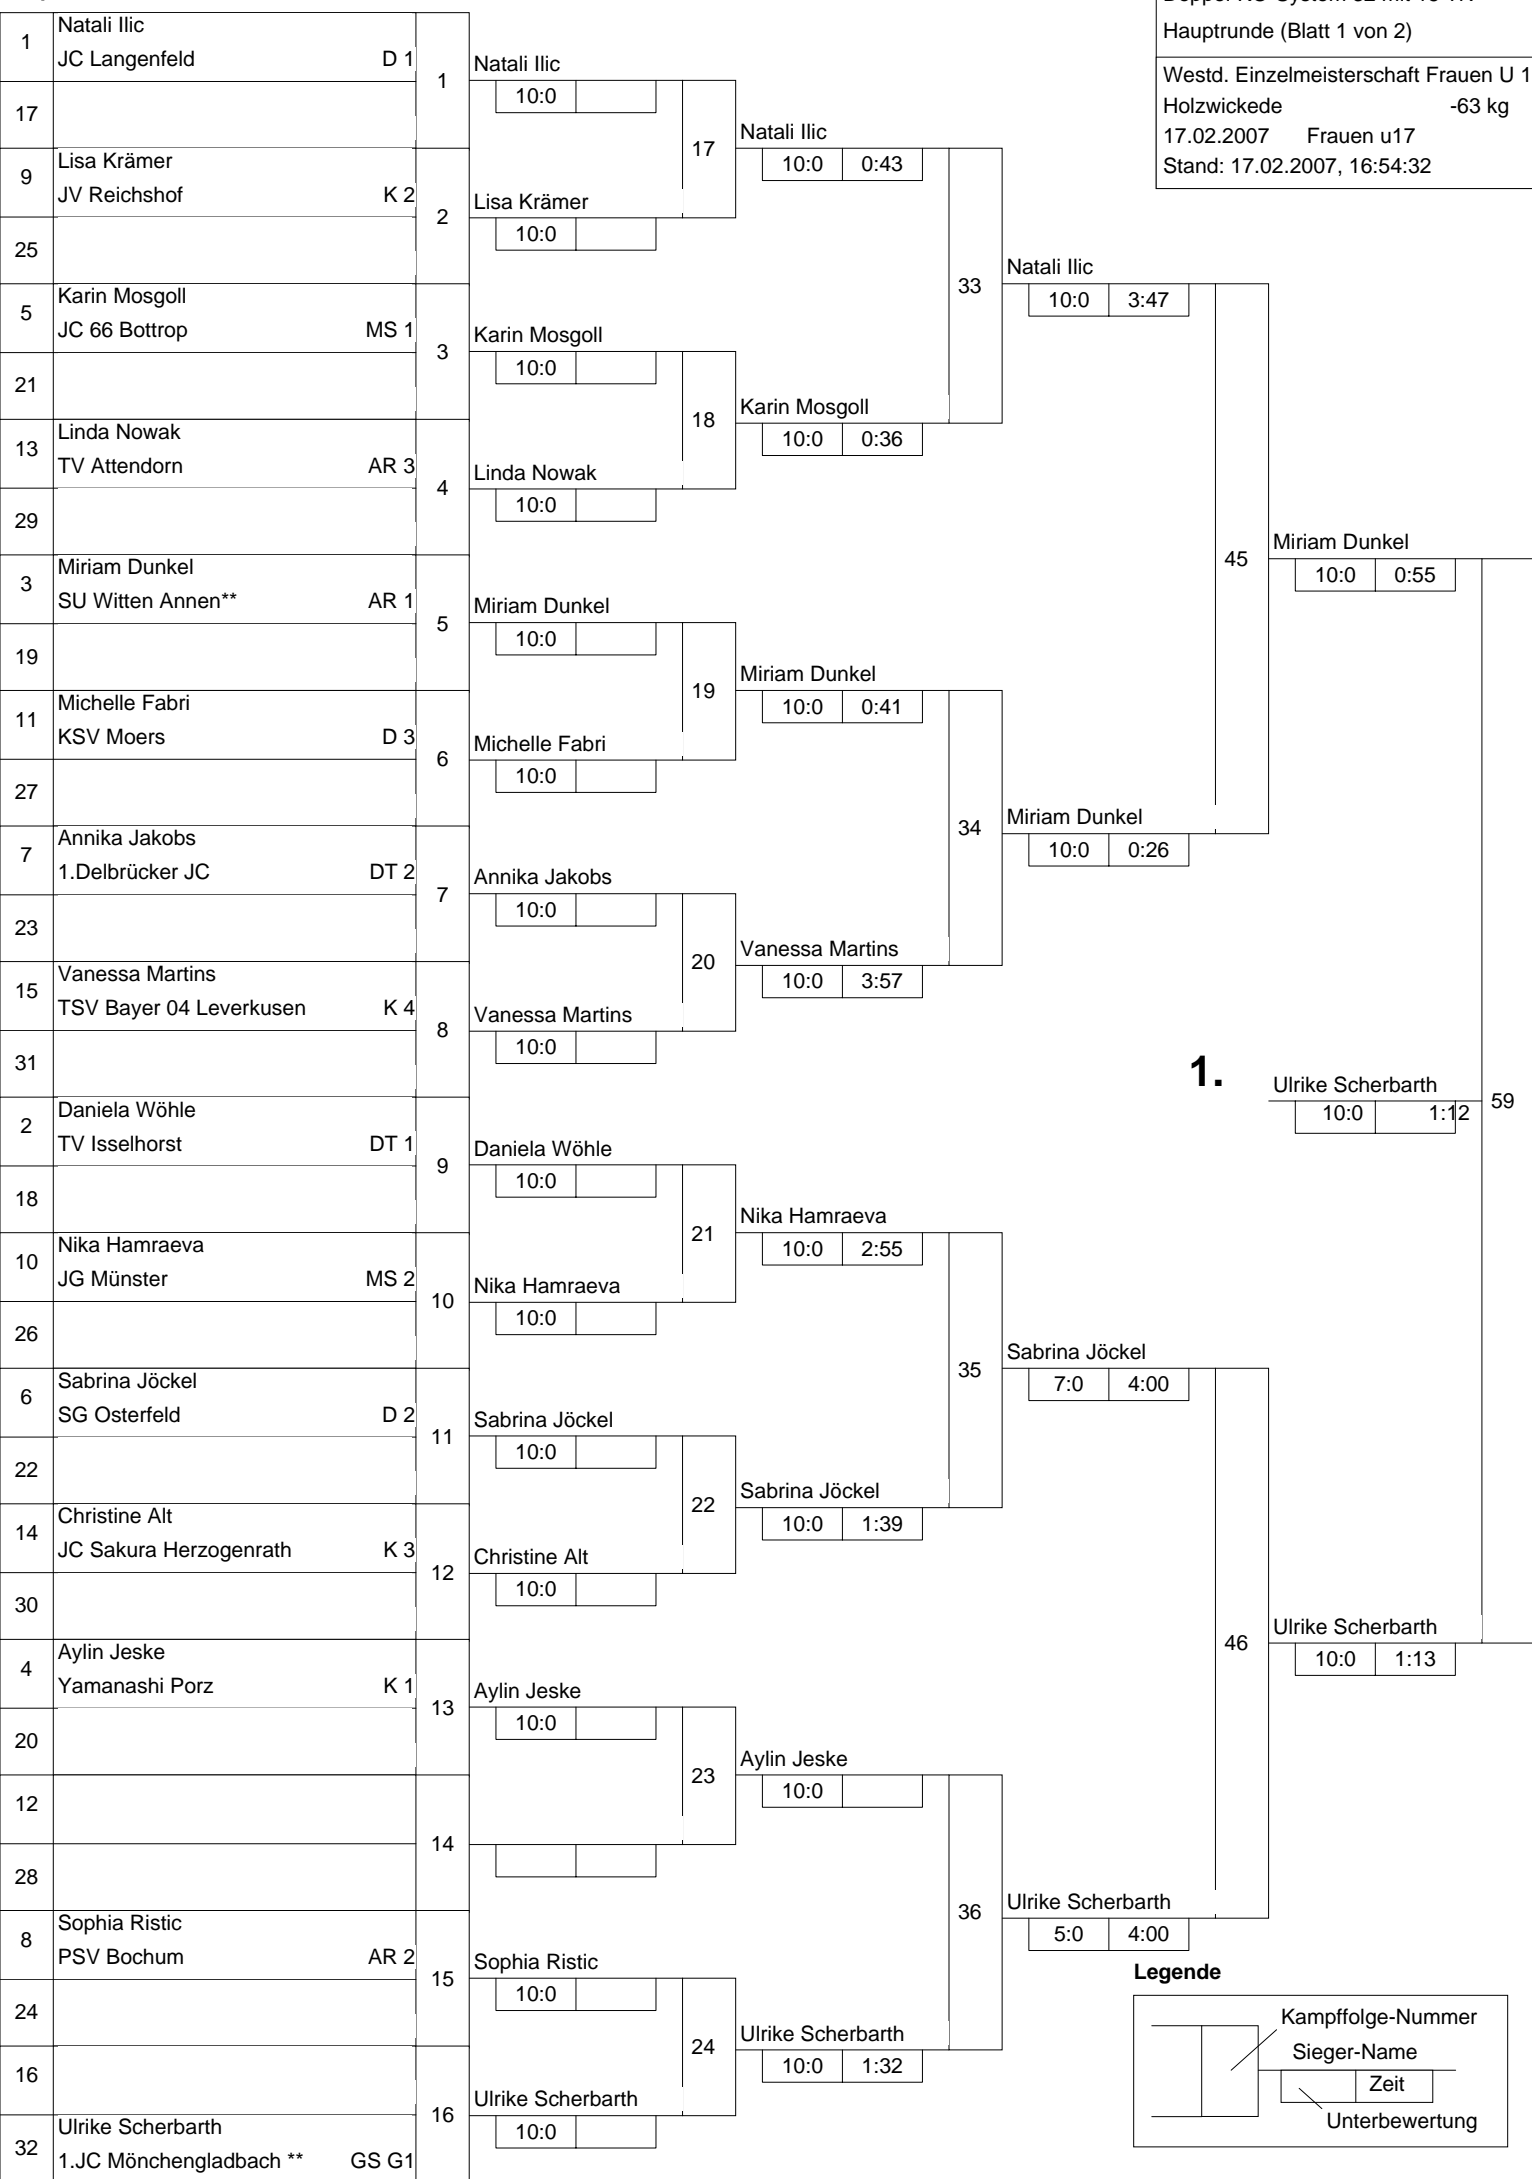 Hauptrunde (Blatt 1 von 2)
Westd. Einzelmeisterschaft Frauen U 1
Holzwickede -63 kg
17.02.2007 Frauen u17
Stand: 17.02.2007, 16:54:32
1 Natali Ilic
JC Langenfeld D 1
17
9 Lisa Krämer
JV Reichshof K 2
25
5 Karin Mosgoll
JC 66 Bottrop MS 1
21
13 Linda Nowak
TV Attendorn AR 3
29
3 Miriam Dunkel
SU Witten Annen** AR 1
19
11 Michelle Fabri
KSV Moers D 3
27
7 Annika Jakobs
1.Delbrücker JC DT 2
23
15 Vanessa Martins
TSV Bayer 04 Leverkusen K 4
31
2 Daniela Wöhle
TV Isselhorst DT 1
18
10 Nika Hamraeva
JG Münster MS 2
26
6 Sabrina Jöckel
SG Osterfeld D 2
22
14 Christine Alt
JC Sakura Herzogenrath K 3
30
4 Aylin Jeske
Yamanashi Porz K 1
20
12
28
8 Sophia Ristic
PSV Bochum AR 2
24
16
32 Ulrike Scherbarth
1.JC Mönchengladbach ** GS G1
1 Natali Ilic
10:0
2 Lisa Krämer
10:0
3 Karin Mosgoll
10:0
4 Linda Nowak
10:0
5 Miriam Dunkel
10:0
6 Michelle Fabri
10:0
7 Annika Jakobs
10:0
8 Vanessa Martins
10:0
9 Daniela Wöhle
10:0
10 Nika Hamraeva
10:0
11 Sabrina Jöckel
10:0
12 Christine Alt
10:0
13 Aylin Jeske
10:0
14
15 Sophia Ristic
10:0
16 Ulrike Scherbarth
10:0
17 Natali Ilic
10:0 0:43
18 Karin Mosgoll
10:0 0:36
19 Miriam Dunkel
10:0 0:41
20 Vanessa Martins
10:0 3:57
21 Nika Hamraeva
10:0 2:55
22 Sabrina Jöckel
10:0 1:39
23 Aylin Jeske
10:0
24 Ulrike Scherbarth
10:0 1:32
33 Natali Ilic
10:0 3:47
34 Miriam Dunkel
10:0 0:26
35 Sabrina Jöckel
7:0 4:00
36 Ulrike Scherbarth
5:0 4:00
45 Miriam Dunkel
10:0 0:55
46 Ulrike Scherbarth
10:0 1:13
1. Ulrike Scherbarth
10:0 1:12 59
Legende
Kampffolge-Nummer
Sieger-Name
Zeit
Unterbewertung